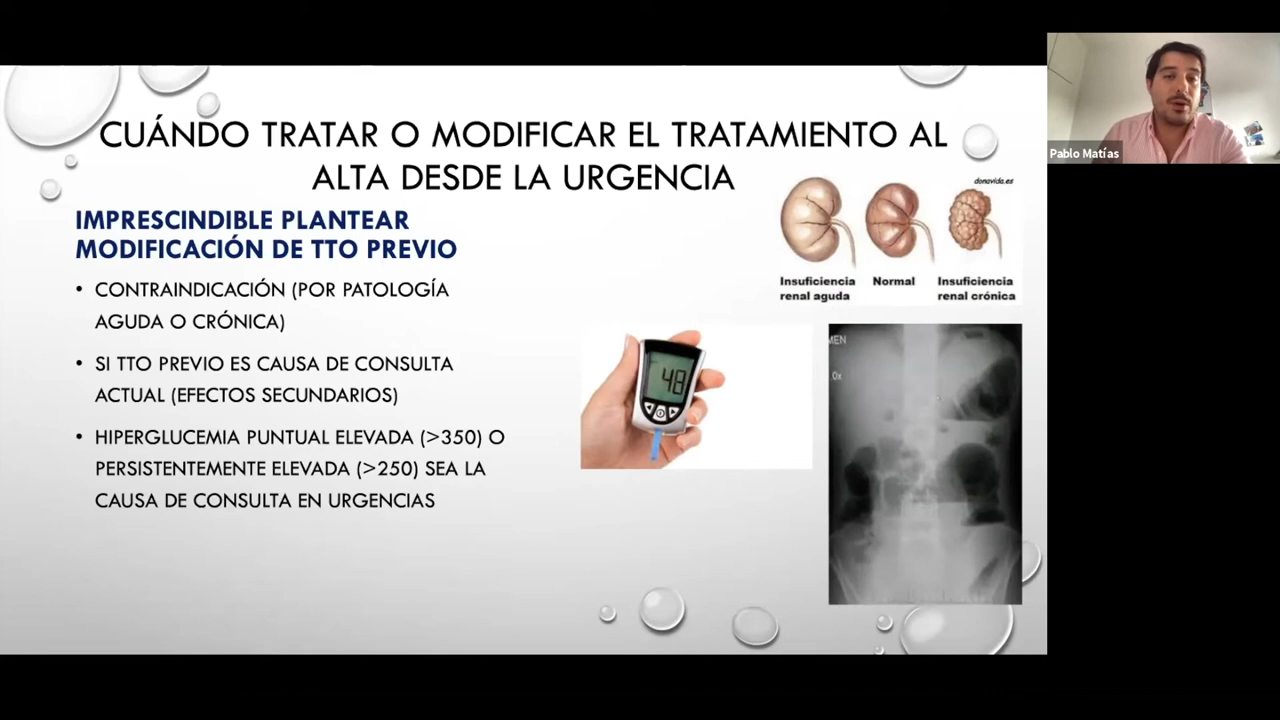 CUÁNDO TRATAR O MODIFICAR EL TRATAMIENTO AL
ALTA DESDE LA URGENCIA
IMPRESCINDIBLE PLANTEAR
MODIFICACIÓN DE TTO PREVIO
• CONTRAINDICACIÓN (POR PATOLOGÍA
AGUDA O CRÓNICA)
• SI TTO PREVIO ES CAUSA DE CONSULTA
ACTUAL (EFECTOS SECUNDARIOS)
• HIPERGLUCEMIA PUNTUAL ELEVADA (>350) O
PERSISTENTEMENTE ELEVADA (>250) SEA LA
CAUSA DE CONSULTA EN URGENCIAS
donavida.es
Insuficiencia
renal aguda
Normal
Insuficiencia
renal crónica
48
MEN
.0x
Pablo Matías